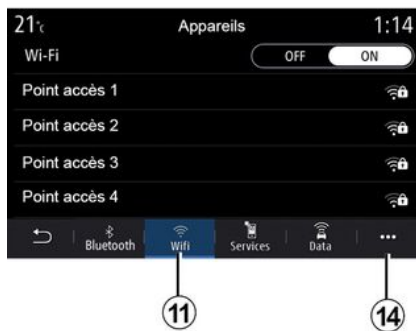 21°c Appareils 1:14
Wi-Fi OFF ON
Point accès 1
Point accès 2
Point accès 3
Point accès 4
Bluetooth Wifi Services Data ...
11 14